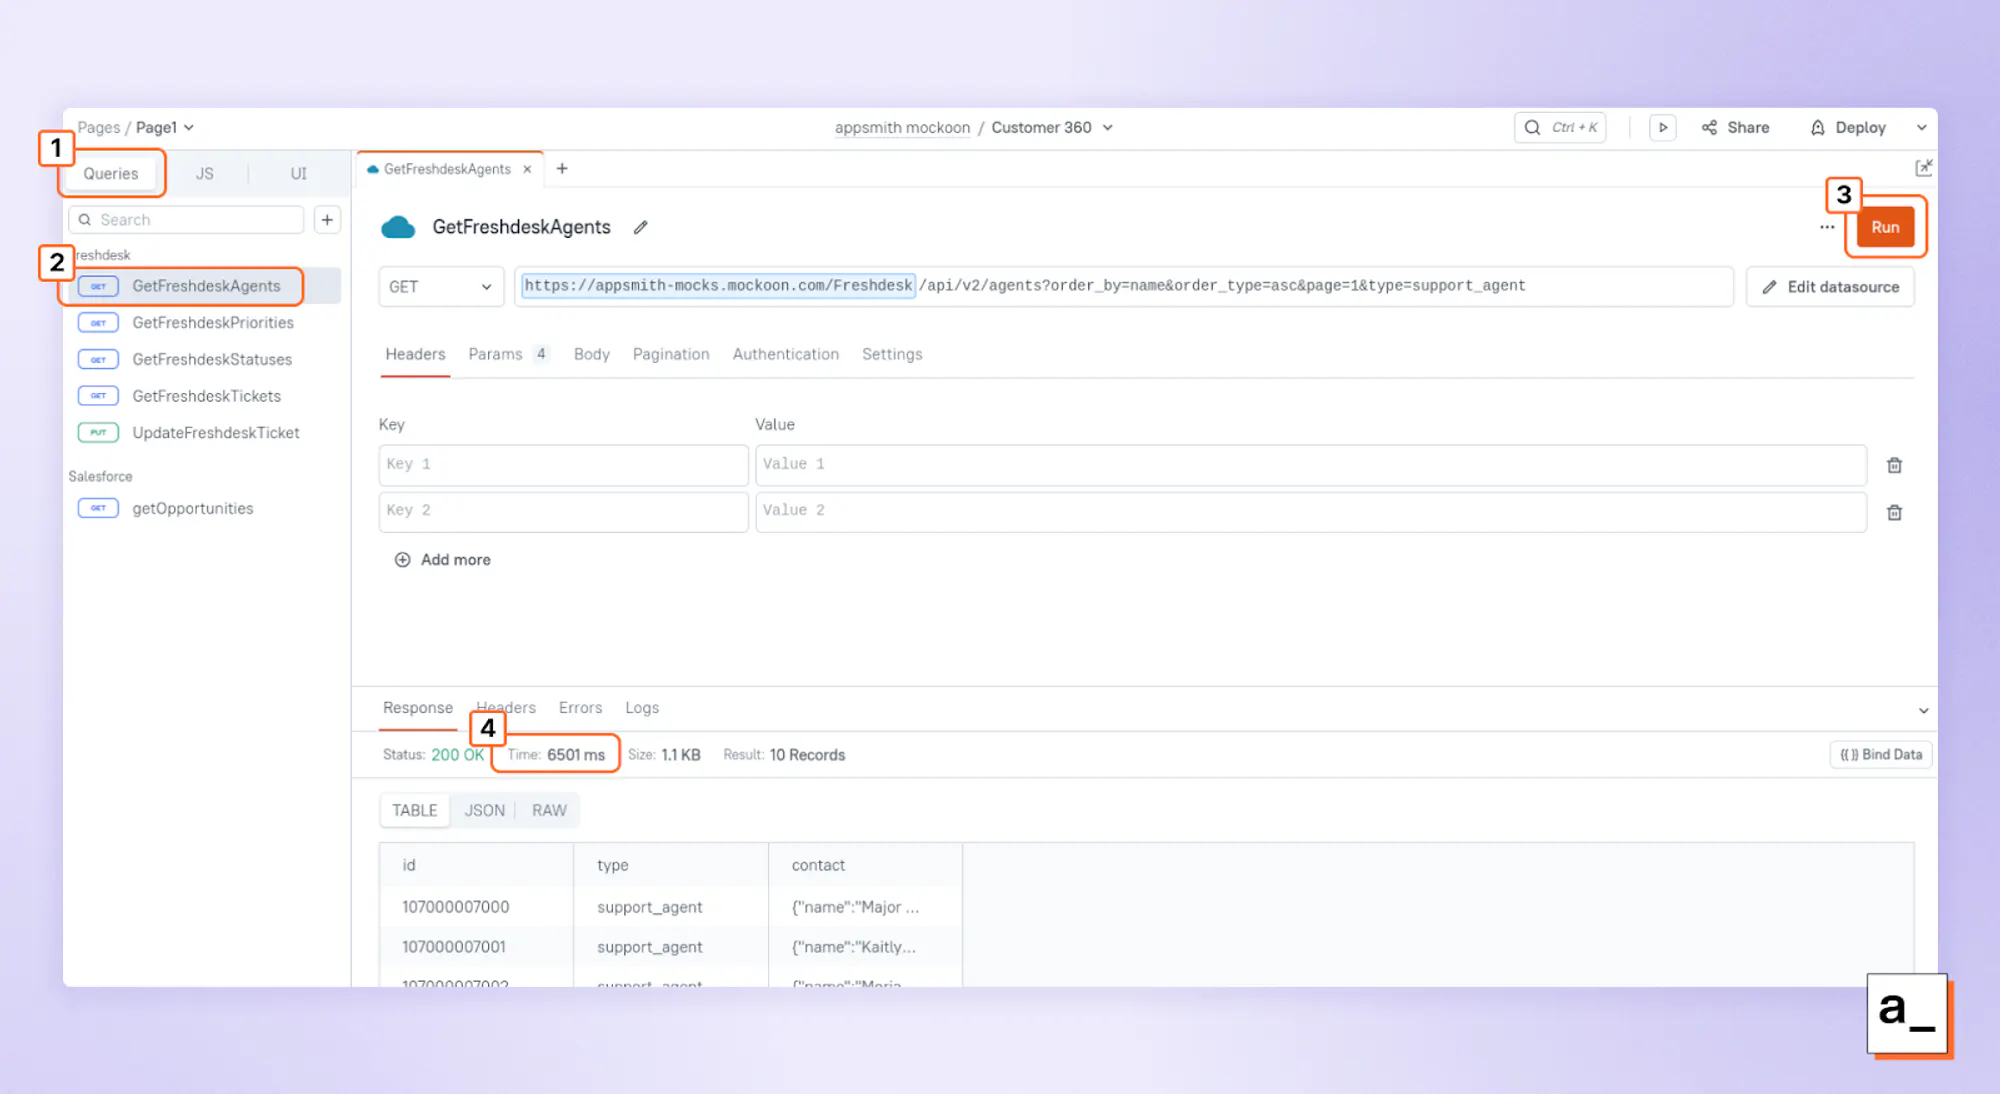 Pages / Page1
appsmith mockoon / Customer 360
Ctrl + K
Share
Deploy
1
Queries
JS
UI
GetFreshdeskAgents
Search
3
GetFreshdeskAgents
Run
2
reshdesk
GET GetFreshdeskAgents
GET
https://appsmith-mocks.mockoon.com/Freshdesk /api/v2/agents?order_by=name&order_type=asc&page=1&type=support_agent
Edit datasource
GET GetFreshdeskPriorities
GET GetFreshdeskStatuses
GET GetFreshdeskTickets
PUT UpdateFreshdeskTicket
Salesforce
GET getOpportunities
Headers Params 4 Body Pagination Authentication Settings
Key Value
Key 1 Value 1
Key 2 Value 2
Add more
Response Headers Errors Logs
4
Status: 200 OK Time: 6501 ms Size: 1.1 KB Result: 10 Records
{{ }} Bind Data
TABLE JSON RAW
id type contact
107000007000 support_agent {"name":"Major ...
107000007001 support_agent {"name":"Kaitly...
107000007002 support_agent {"name":"Maria
a_